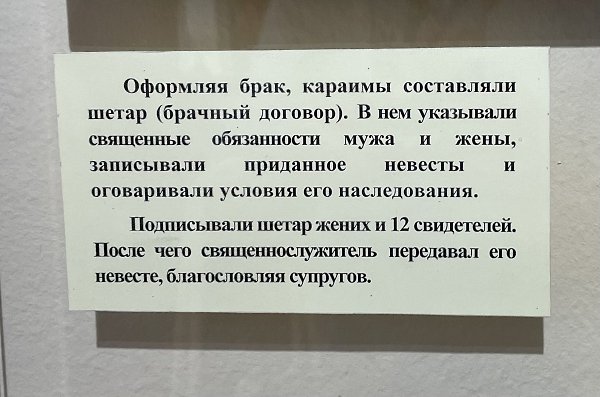 Оформляя брак, караимы составляли
шетар (брачный договор). В нем указывали
священные обязанности мужа и жены,
записывали приданное невесты и
оговаривали условия его наследования.
Подписывали шетар жених и 12 свидетелей.
После чего священнослужитель передавал его
невесте, благословляя супругов.